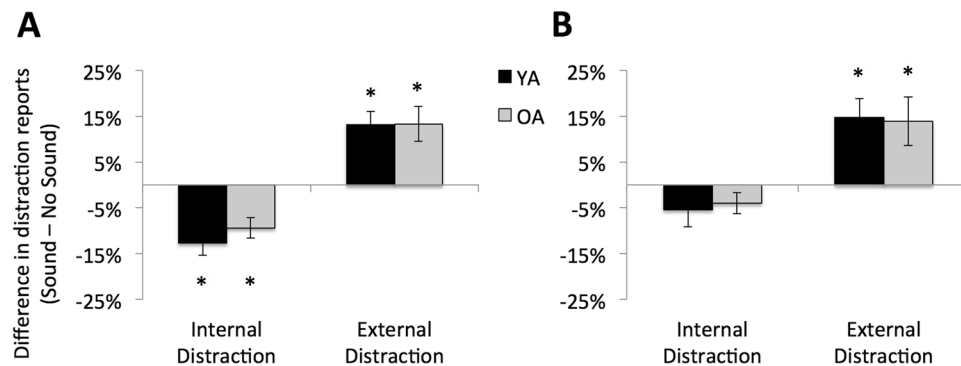 A
Difference in distraction reports
(Sound – No Sound)
25%
15%
5%
-5%
-15%
-25%
* *
* *
Internal
Distraction
External
Distraction
YA
OA
B
25%
15%
5%
-5%
-15%
-25%
* *
Internal
Distraction
External
Distraction